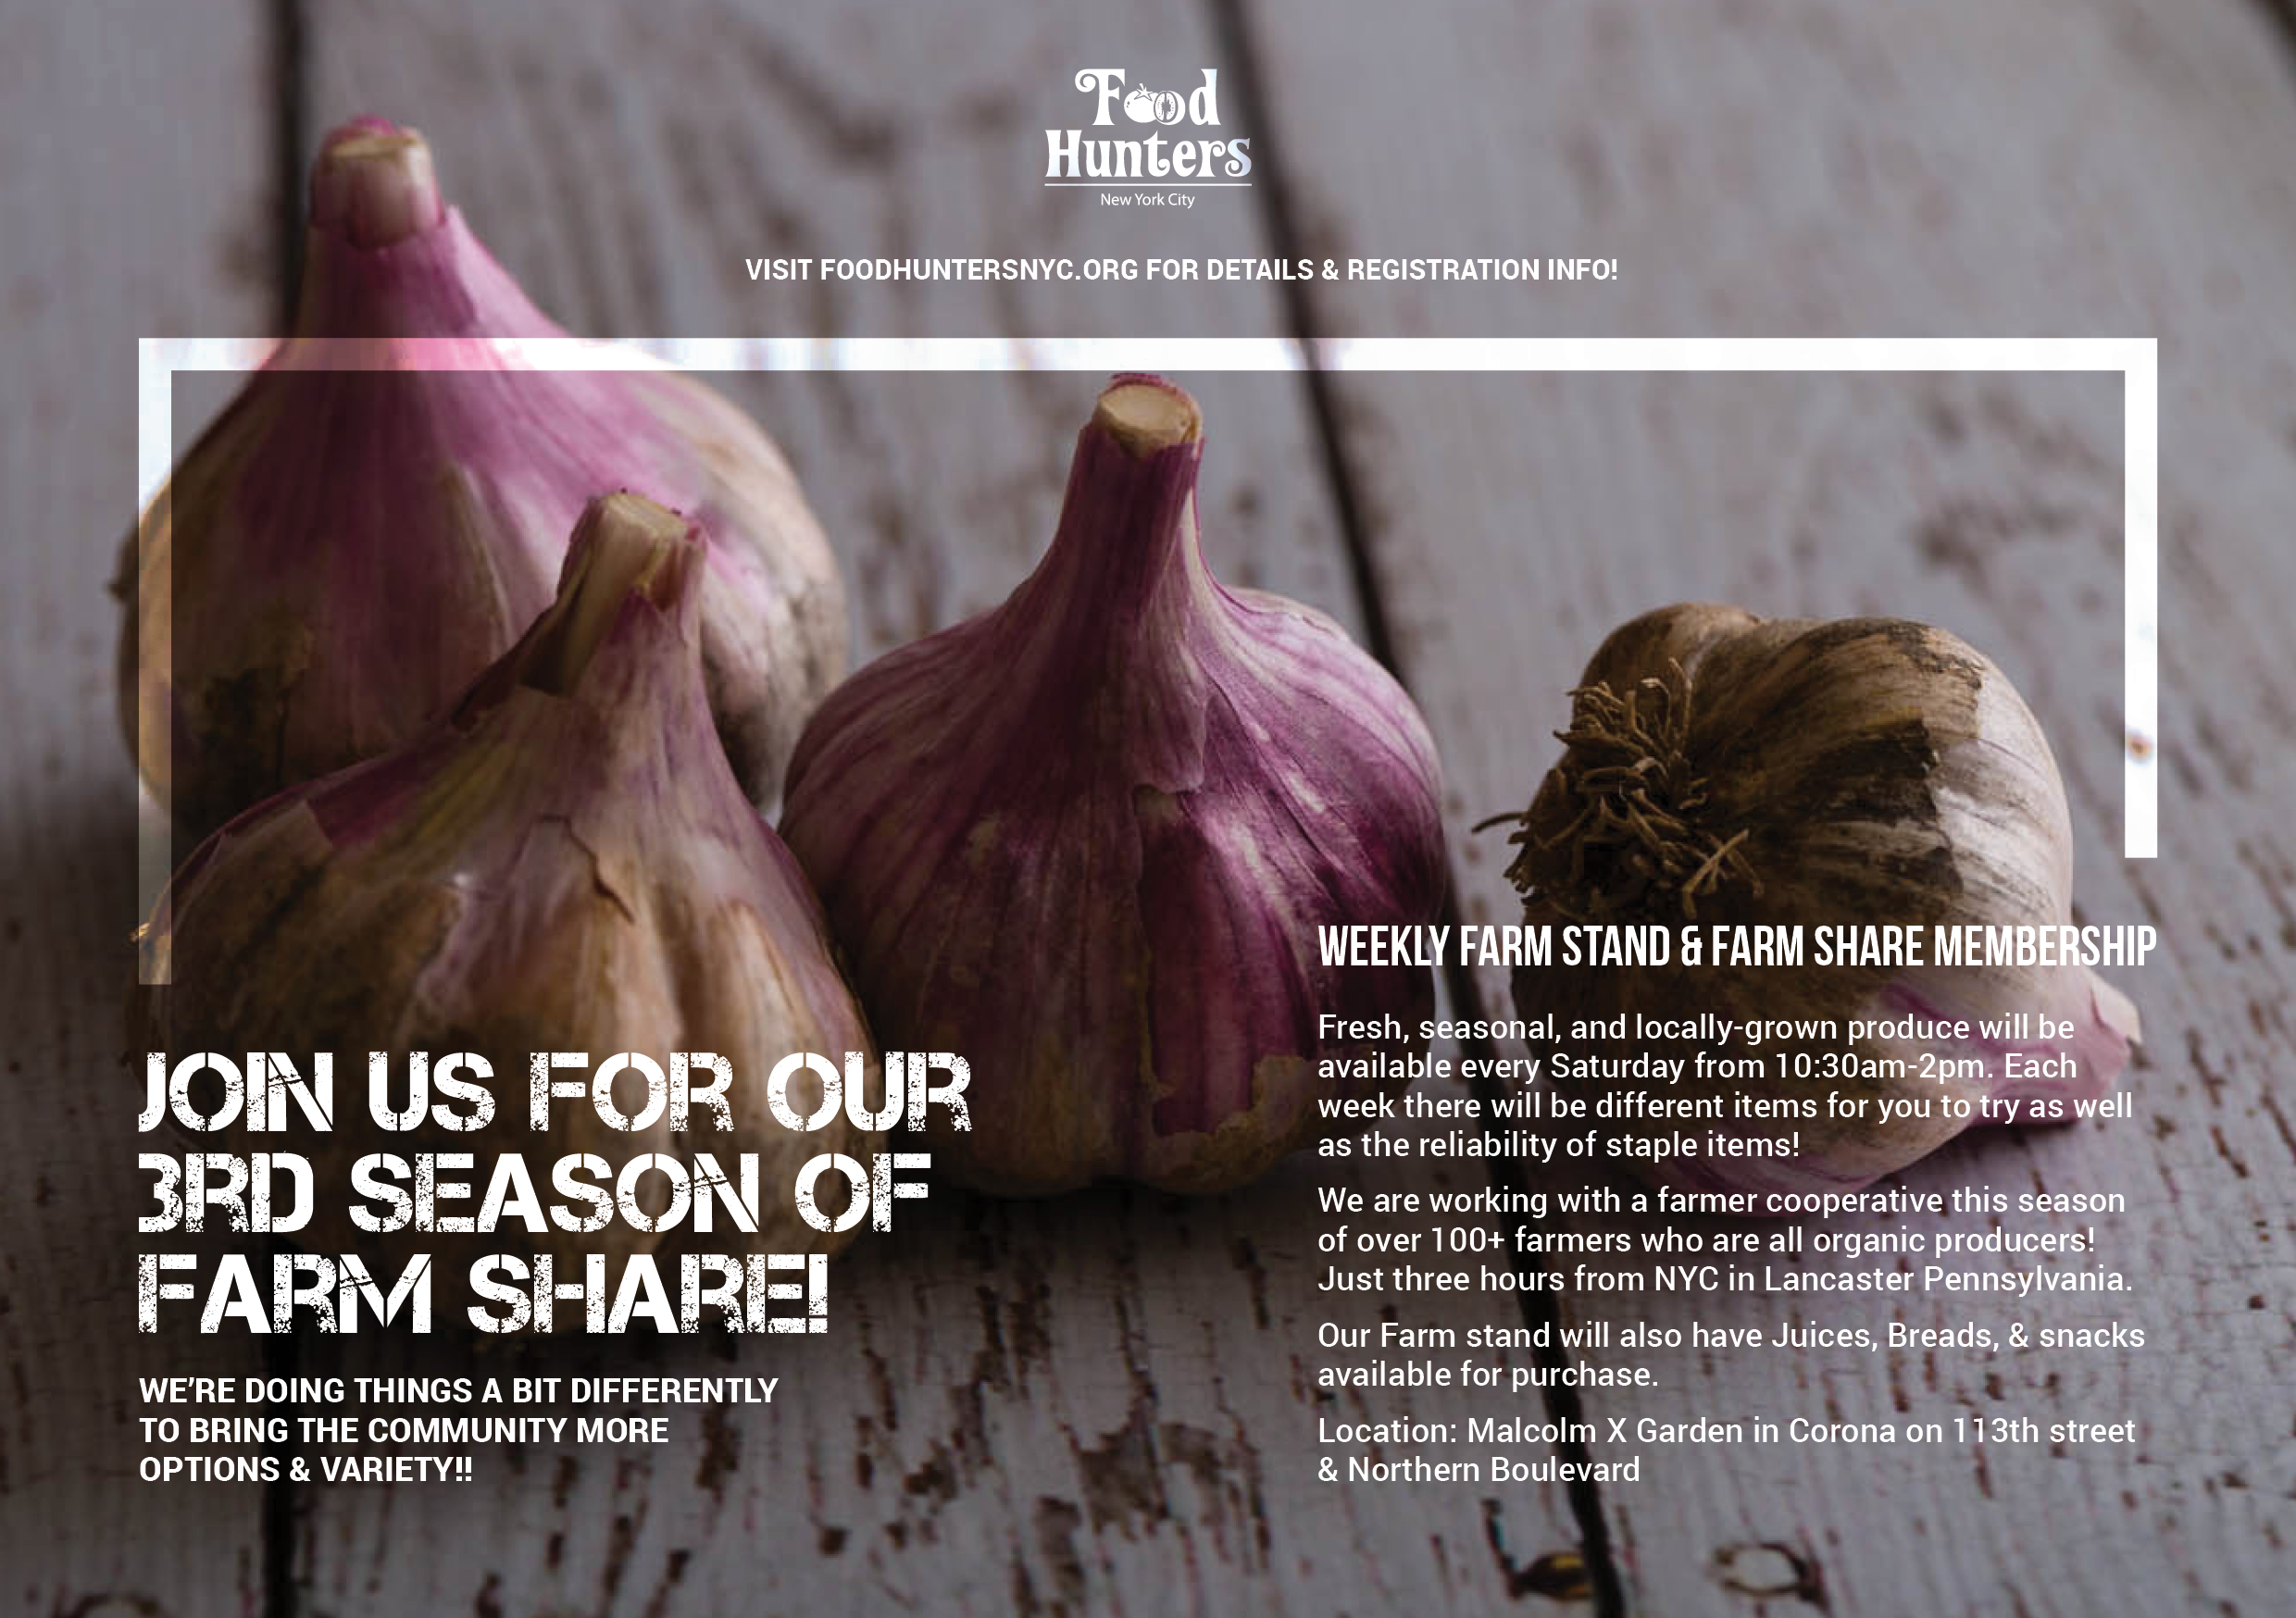 Food
Hunters
New York City
VISIT FOODHUNTERSNYC.ORG FOR DETAILS & REGISTRATION INFO!
JOIN US FOR OUR
3RD SEASON OF
FARM SHARE!
WE’RE DOING THINGS A BIT DIFFERENTLY
TO BRING THE COMMUNITY MORE
OPTIONS & VARIETY!!
WEEKLY FARM STAND & FARM SHARE MEMBERSHIP
Fresh, seasonal, and locally-grown produce will be
available every Saturday from 10:30am-2pm. Each
week there will be different items for you to try as well
as the reliability of staple items!
We are working with a farmer cooperative this season
of over 100+ farmers who are all organic producers!
Just three hours from NYC in Lancaster Pennsylvania.
Our Farm stand will also have Juices, Breads, & snacks
available for purchase.
Location: Malcolm X Garden in Corona on 113th street
& Northern Boulevard